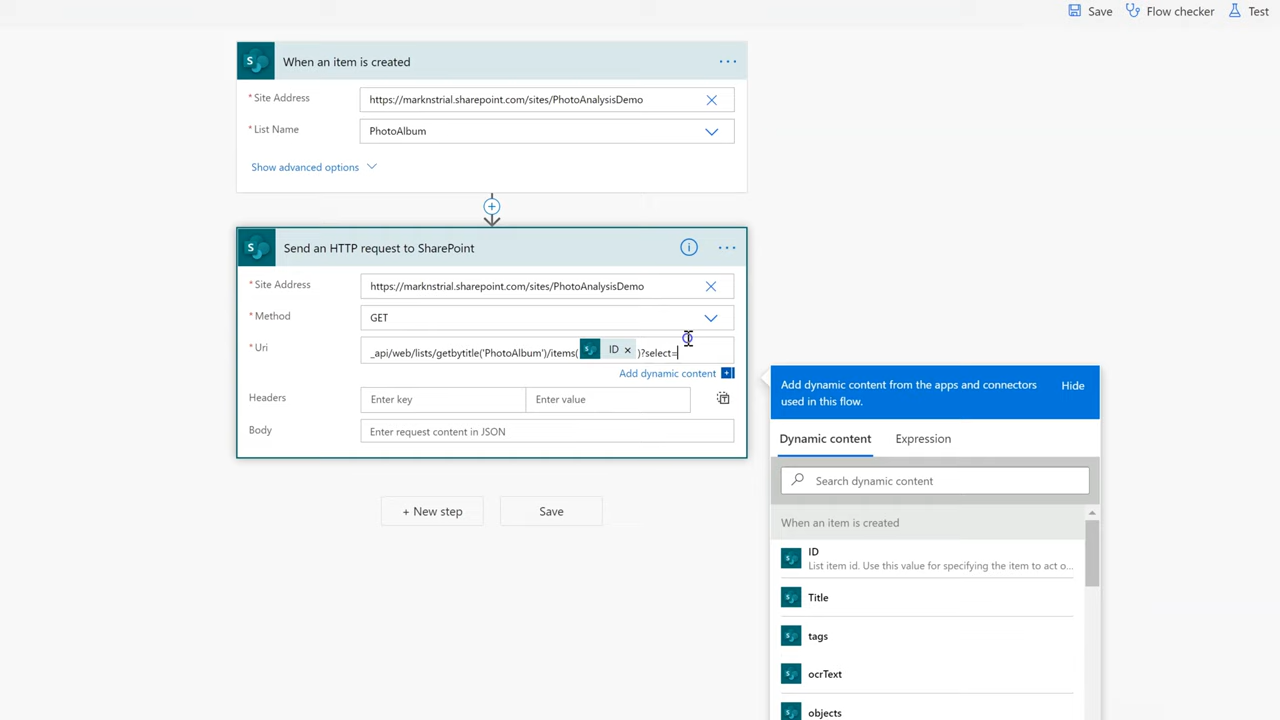 Save Flow checker Test
When an item is created ...
* Site Address https://marknstrial.sharepoint.com/sites/PhotoAnalysisDemo
* List Name PhotoAlbum
Show advanced options
Send an HTTP request to SharePoint ...
* Site Address https://marknstrial.sharepoint.com/sites/PhotoAnalysisDemo
* Method GET
* Uri _api/web/lists/getbytitle('PhotoAlbum')/items( ID )?select=
Add dynamic content
Headers Enter key Enter value
Body Enter request content in JSON
+ New step Save
Add dynamic content from the apps and connectors
used in this flow. Hide
Dynamic content Expression
Search dynamic content
When an item is created
ID
List item id. Use this value for specifying the item to act o...
Title
tags
ocrText
objects